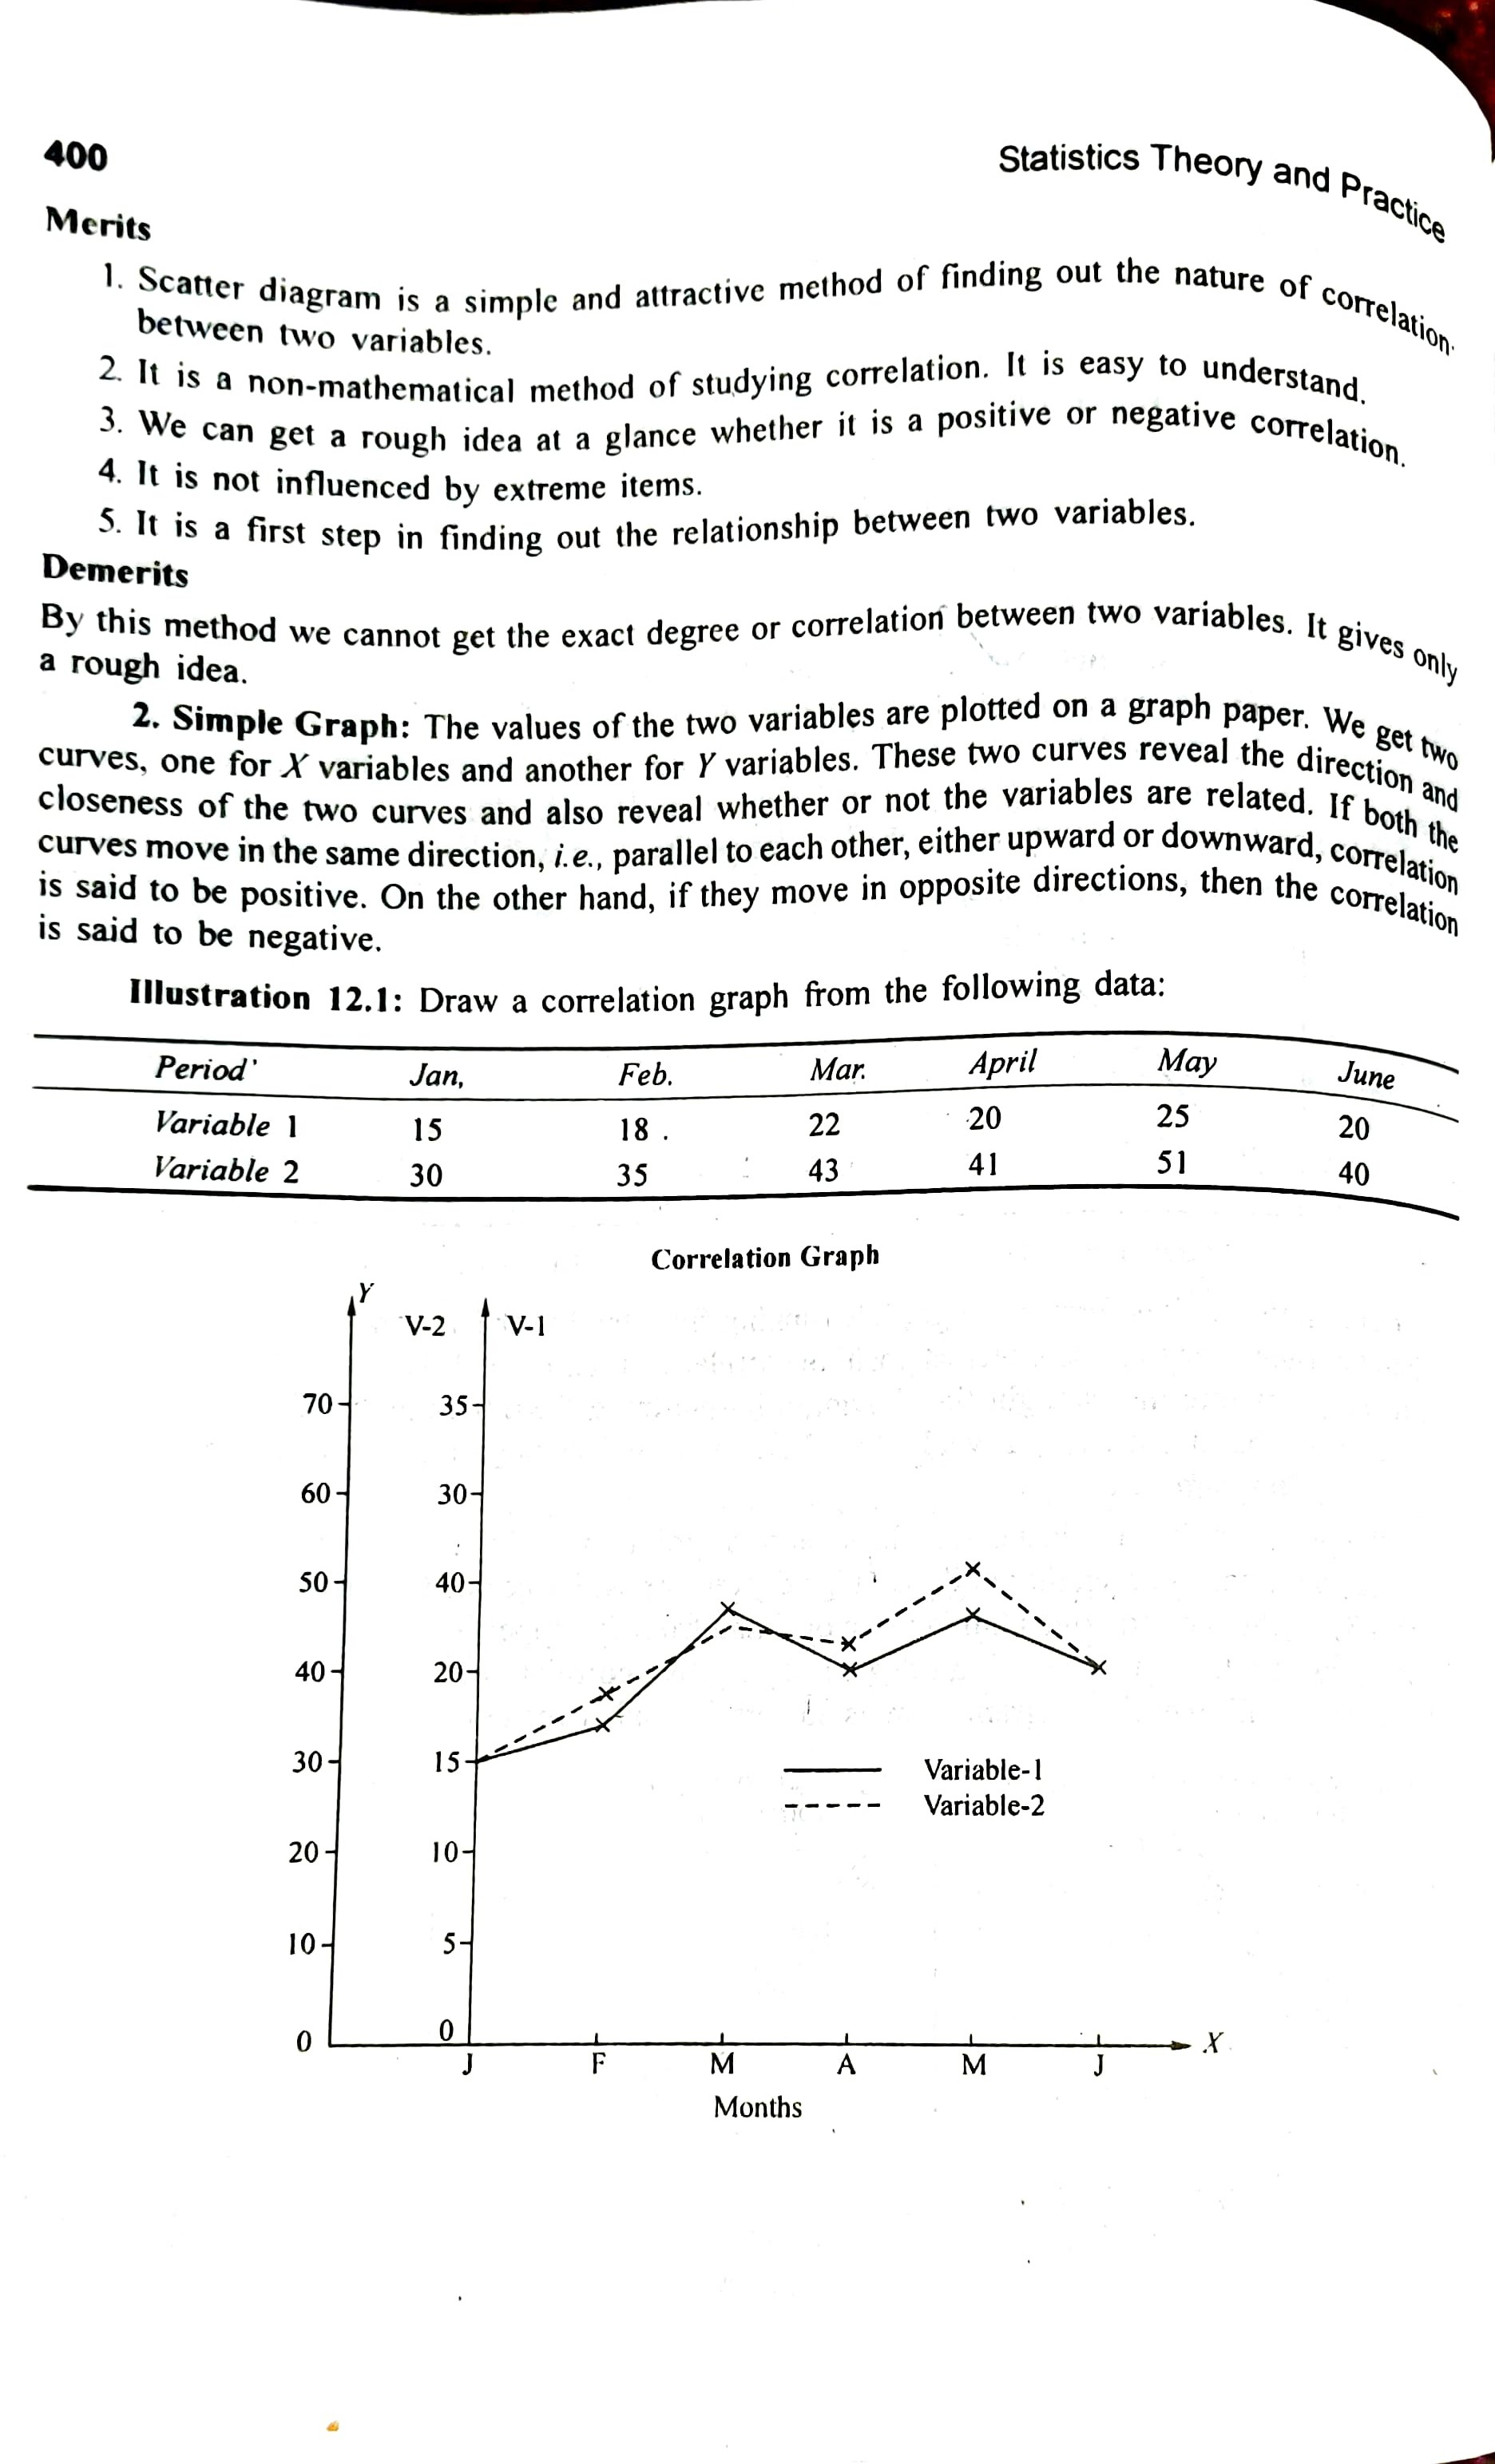 400
Statistics Theory and Practice
Merits
1. Scatter diagram is a simple and attractive method of finding out the nature of correlation
between two variables.
2. It is a non-mathematical method of studying correlation. It is easy to understand.
3. We can get a rough idea at a glance whether it is a positive or negative correlation.
4. It is not influenced by extreme items.
5. It is a first step in finding out the relationship between two variables.
Demerits
By this method we cannot get the exact degree or correlation between two variables. It gives only
a rough idea.
2. Simple Graph: The values of the two variables are plotted on a graph paper. We get two
curves, one for X variables and another for Y variables. These two curves reveal the direction and
closeness of the two curves and also reveal whether or not the variables are related. If both the
curves move in the same direction, i.e., parallel to each other, either upward or downward, correlation
is said to be positive. On the other hand, if they move in opposite directions, then the correlation
is said to be negative.
Illustration 12.1: Draw a correlation graph from the following data:
Period Jan, Feb. Mar. April May June
Variable 1 15 18 22 20 25 20
Variable 2 30 35 43 41 51 40
Correlation Graph
Y
V-2 V-1
70 35
60 30
50 40
40 20
30 15
20 10
10 5
0 0
Variable-1
Variable-2
X
J F M A M J
Months